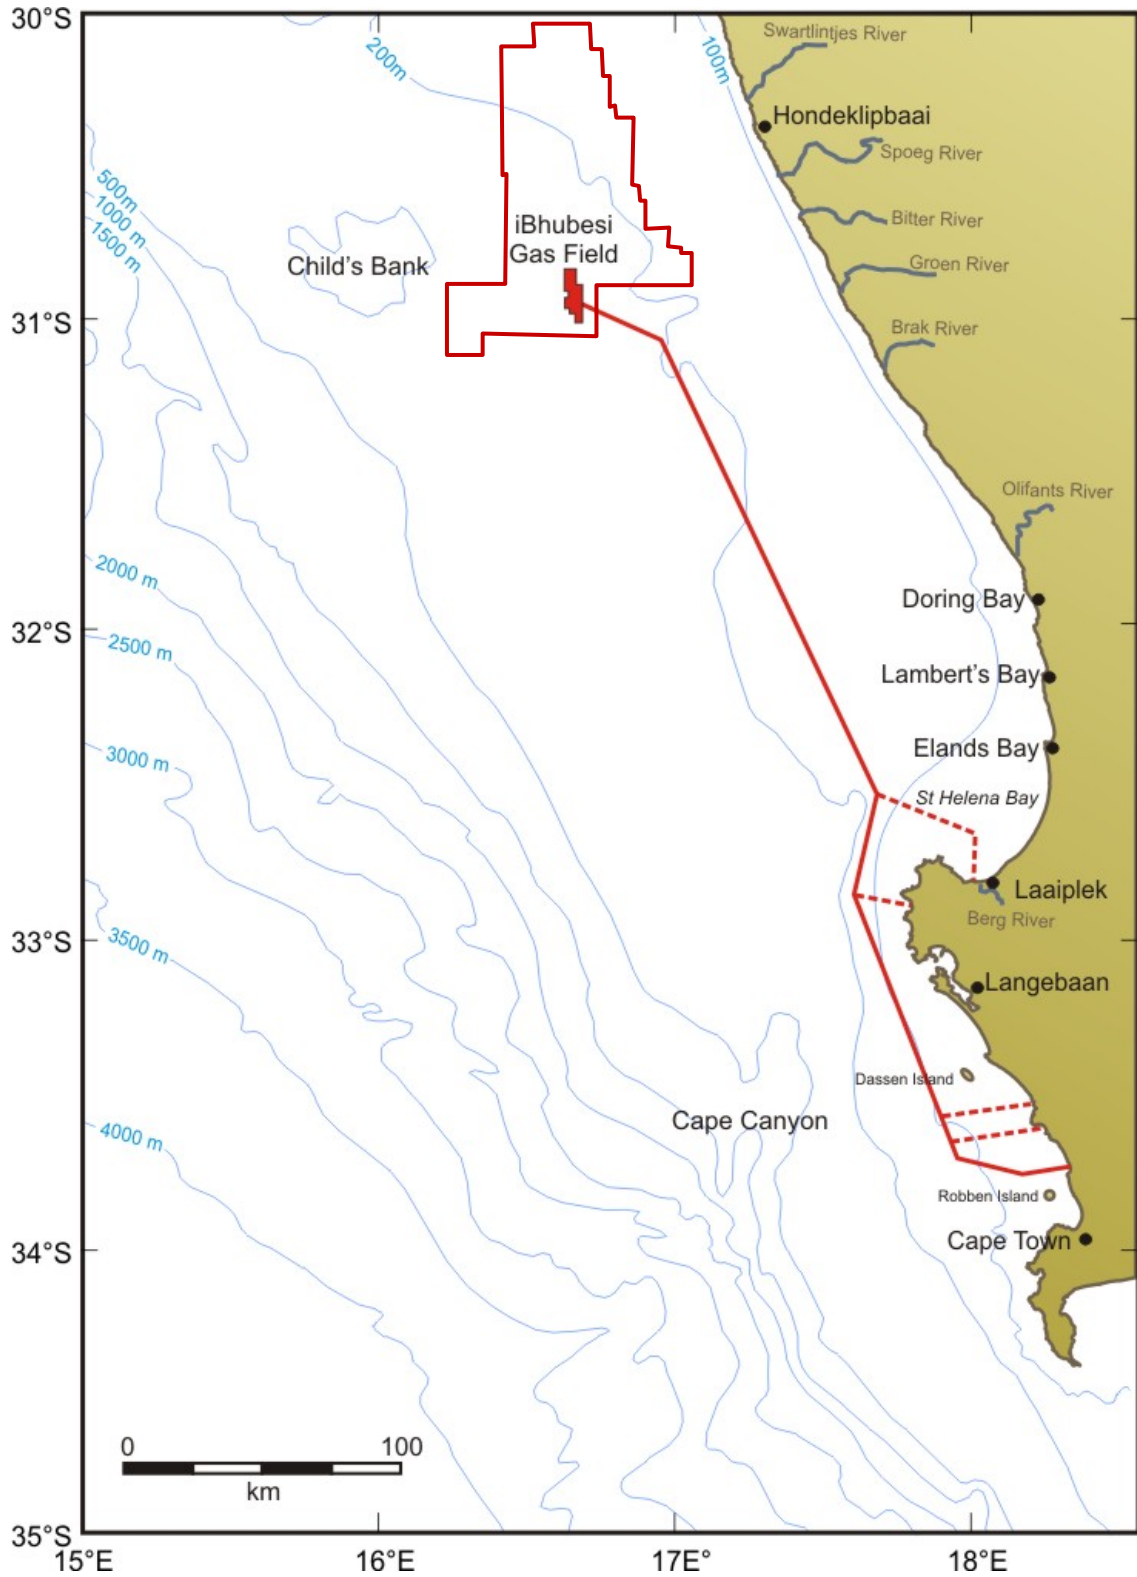 30°S
200m
100m
Swartlintjes River
Hondeklipbaai
Spoeg River
500m
1000 m
1500 m
Bitter River
iBhubesi
Gas Field
Child's Bank
Groen River
31°S
Brak River
Olifants River
2000 m
Doring Bay
32°S
2500 m
Lambert's Bay
3000 m
Elands Bay
St Helena Bay
Laaiplek
Berg River
33°S
3500 m
Langebaan
Dassen Island
Cape Canyon
4000 m
Robben Island
34°S
Cape Town
0 100
km
35°S
15°E 16°E 17E° 18°E